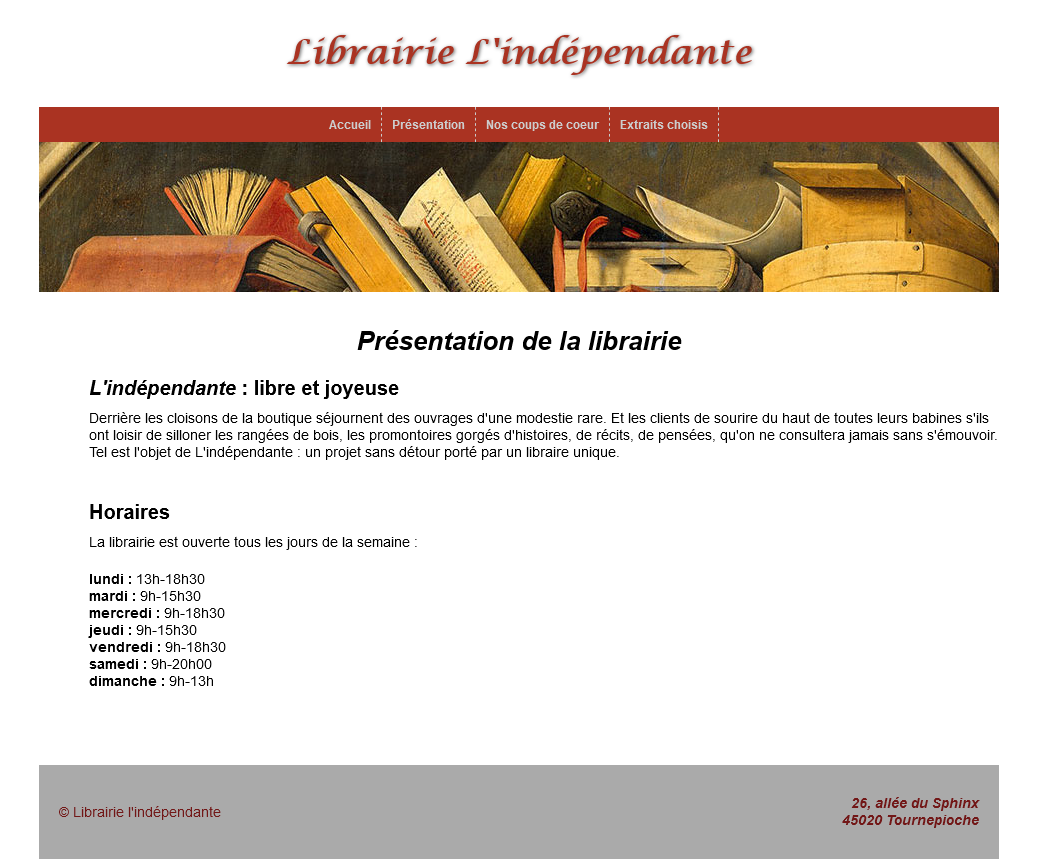 Librairie L'indépendante
Accueil Présentation Nos coups de coeur Extraits choisis
Présentation de la librairie
L'indépendante : libre et joyeuse
Derrière les cloisons de la boutique séjournent des ouvrages d'une modestie rare. Et les clients de sourire du haut de toutes leurs babines s'ils
ont loisir de silloner les rangées de bois, les promontoires gorgés d'histoires, de récits, de pensées, qu'on ne consultera jamais sans s'émouvoir.
Tel est l'objet de L'indépendante : un projet sans détour porté par un libraire unique.
Horaires
La librairie est ouverte tous les jours de la semaine :
lundi : 13h-18h30
mardi : 9h-15h30
mercredi : 9h-18h30
jeudi : 9h-15h30
vendredi : 9h-18h30
samedi : 9h-20h00
dimanche : 9h-13h
© Librairie l'indépendante
26, allée du Sphinx
45020 Tournepioche